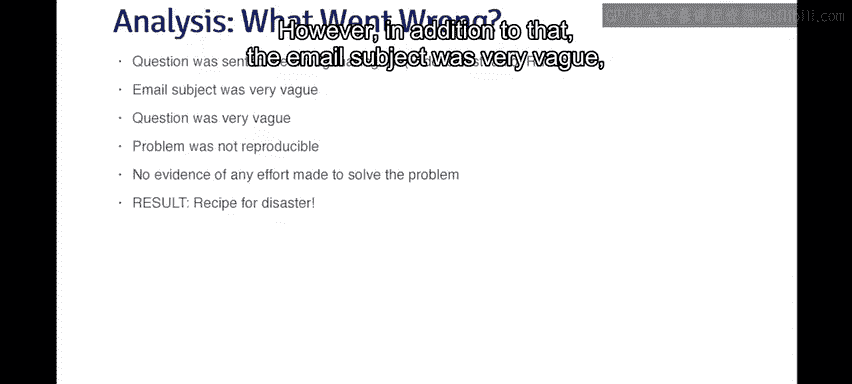 Analysis: What Went Wrong?
However, in addition to that,
the email subject was very vague,
· Question was sent
· Email subject was very vague
· Question was very vague
· Problem was not reproducible
· No evidence of any effort made to solve the problem
· RESULT: Recipe for disaster!